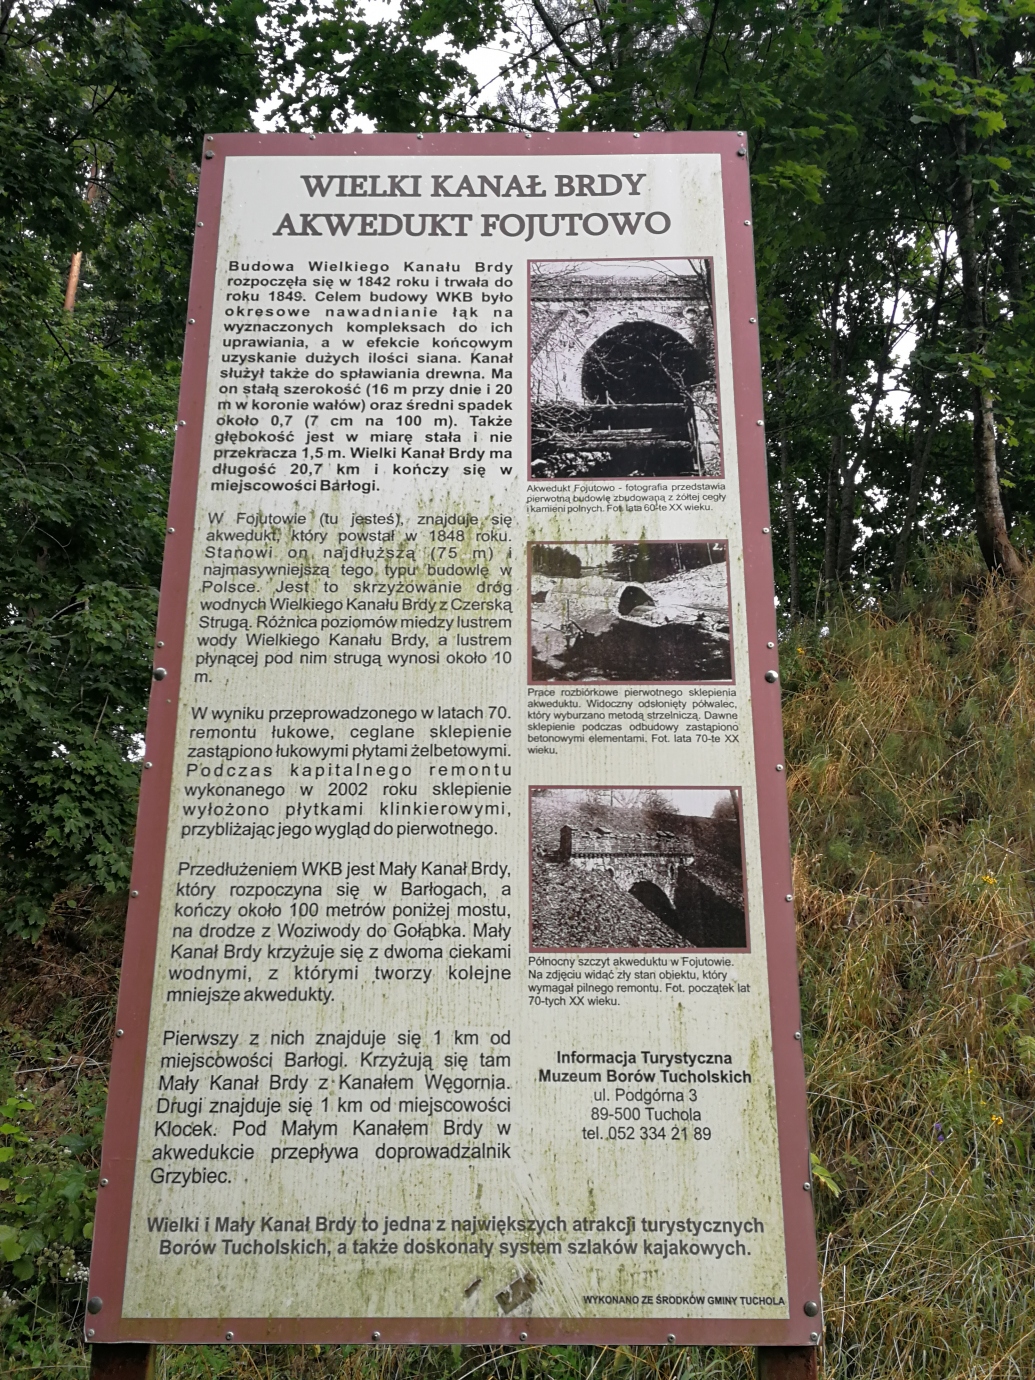 WIELKI KANAŁ BRDY
AKWEDUKT FOJUTOWO
Budowa Wielkiego Kanału Brdy
rozpoczęła się w 1842 roku i trwała do
roku 1849. Celem budowy WKB było
okresowe nawadnianie łąk na
wyznaczonych kompleksach do ich
uprawiania, a w efekcie końcowym
uzyskanie dużych ilości siana. Kanał
służył także do spławiania drewna. Ma
on stałą szerokość (16 m przy dnie i 20
m w koronie wałów) oraz średni spadek
około 0,7 (7 cm na 100 m). Także
głębokość jest w miarę stała i nie
przekracza 1,5 m. Wielki Kanał Brdy ma
długość 20,7 km i kończy się w
miejscowości Barłogi.
W Fojutowie (tu jesteś), znajduje się
akwedukt, który powstał w 1848 roku.
Stanowi on najdłuższą (75 m) i
najmasywniejszą tego typu budowlę w
Polsce. Jest to skrzyżowanie dróg
wodnych Wielkiego Kanału Brdy z Czerską
Strugą. Różnica poziomów miedzy lustrem
wody Wielkiego Kanału Brdy, a lustrem
płynącej pod nim strugą wynosi około 10
m.
W wyniku przeprowadzonego w latach 70.
remontu łukowe, ceglane sklepienie
zastąpiono łukowymi płytami żelbetowymi.
Podczas kapitalnego remontu
wykonanego w 2002 roku sklepienie
wyłożono płytkami klinkierowymi,
przybliżając jego wygląd do pierwotnego.
Przedłużeniem WKB jest Mały Kanał Brdy,
który rozpoczyna się w Barłogach, a
kończy około 100 metrów poniżej mostu,
na drodze z Woziwody do Gołąbka. Mały
Kanał Brdy krzyżuje się z dwoma ciekami
wodnymi, z którymi tworzy kolejne
mniejsze akwedukty.
Pierwszy z nich znajduje się 1 km od
miejscowości Barłogi. Krzyżują się tam
Mały Kanał Brdy z Kanałem Węgornia.
Drugi znajduje się 1 km od miejscowości
Klocek. Pod Małym Kanałem Brdy w
akwedukcie przepływa doprowadzalnik
Grzybiec.
Akwedukt Fojutowo - fotografia przedstawia
pierwotną budowlę zbudowaną z żółtej cegły
i kamieni polnych. Fot. lata 60-te XX wieku.
Prace rozbiórkowe pierwotnego sklepienia
akweduktu. Widoczny odsłonięty półwalec,
który wyburzano metodą strzelniczą. Dawne
sklepienie podczas odbudowy zastąpiono
betonowymi elementami. Fot. lata 70-te XX
wieku.
Północny szczyt akweduktu w Fojutowie.
Na zdjęciu widać zły stan obiektu, który
wymagał pilnego remontu. Fot. początek lat
70-tych XX wieku.
Informacja Turystyczna
Muzeum Borów Tucholskich
ul. Podgórna 3
89-500 Tuchola
tel. 052 334 21 89
Wielki i Mały Kanał Brdy to jedna z największych atrakcji turystycznych
Borów Tucholskich, a także doskonały system szlaków kajakowych.
WYKONANO ZE ŚRODKÓW GMINY TUCHOLA